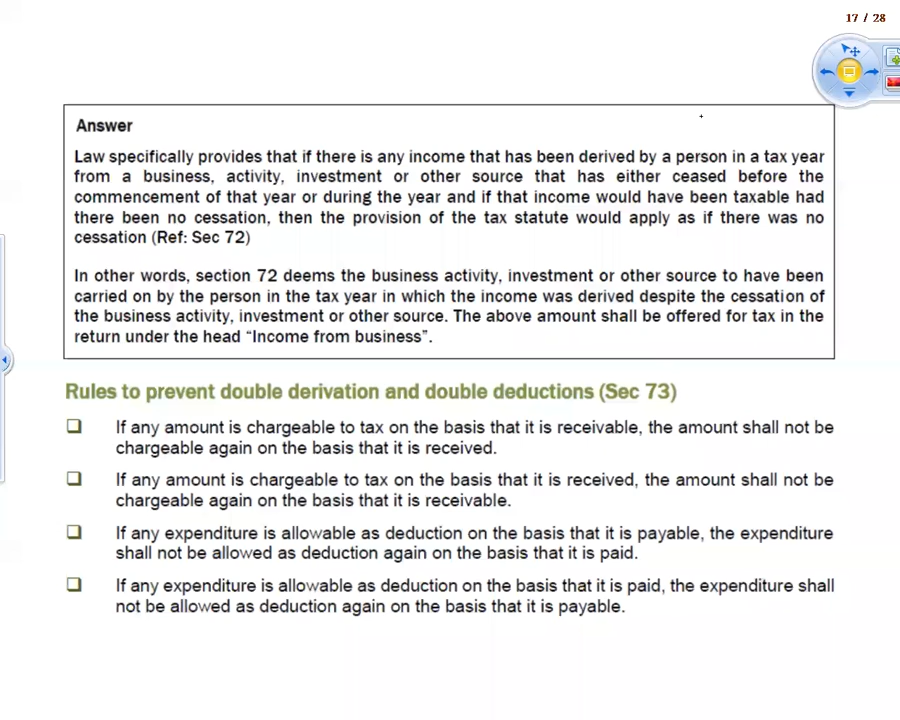 17 / 28
Answer
Law specifically provides that if there is any income that has been derived by a person in a tax year
from a business, activity, investment or other source that has either ceased before the
commencement of that year or during the year and if that income would have been taxable had
there been no cessation, then the provision of the tax statute would apply as if there was no
cessation (Ref: Sec 72)
In other words, section 72 deems the business activity, investment or other source to have been
carried on by the person in the tax year in which the income was derived despite the cessation of
the business activity, investment or other source. The above amount shall be offered for tax in the
return under the head “Income from business”.
Rules to prevent double derivation and double deductions (Sec 73)
If any amount is chargeable to tax on the basis that it is receivable, the amount shall not be
chargeable again on the basis that it is received.
If any amount is chargeable to tax on the basis that it is received, the amount shall not be
chargeable again on the basis that it is receivable.
If any expenditure is allowable as deduction on the basis that it is payable, the expenditure
shall not be allowed as deduction again on the basis that it is paid.
If any expenditure is allowable as deduction on the basis that it is paid, the expenditure shall
not be allowed as deduction again on the basis that it is payable.